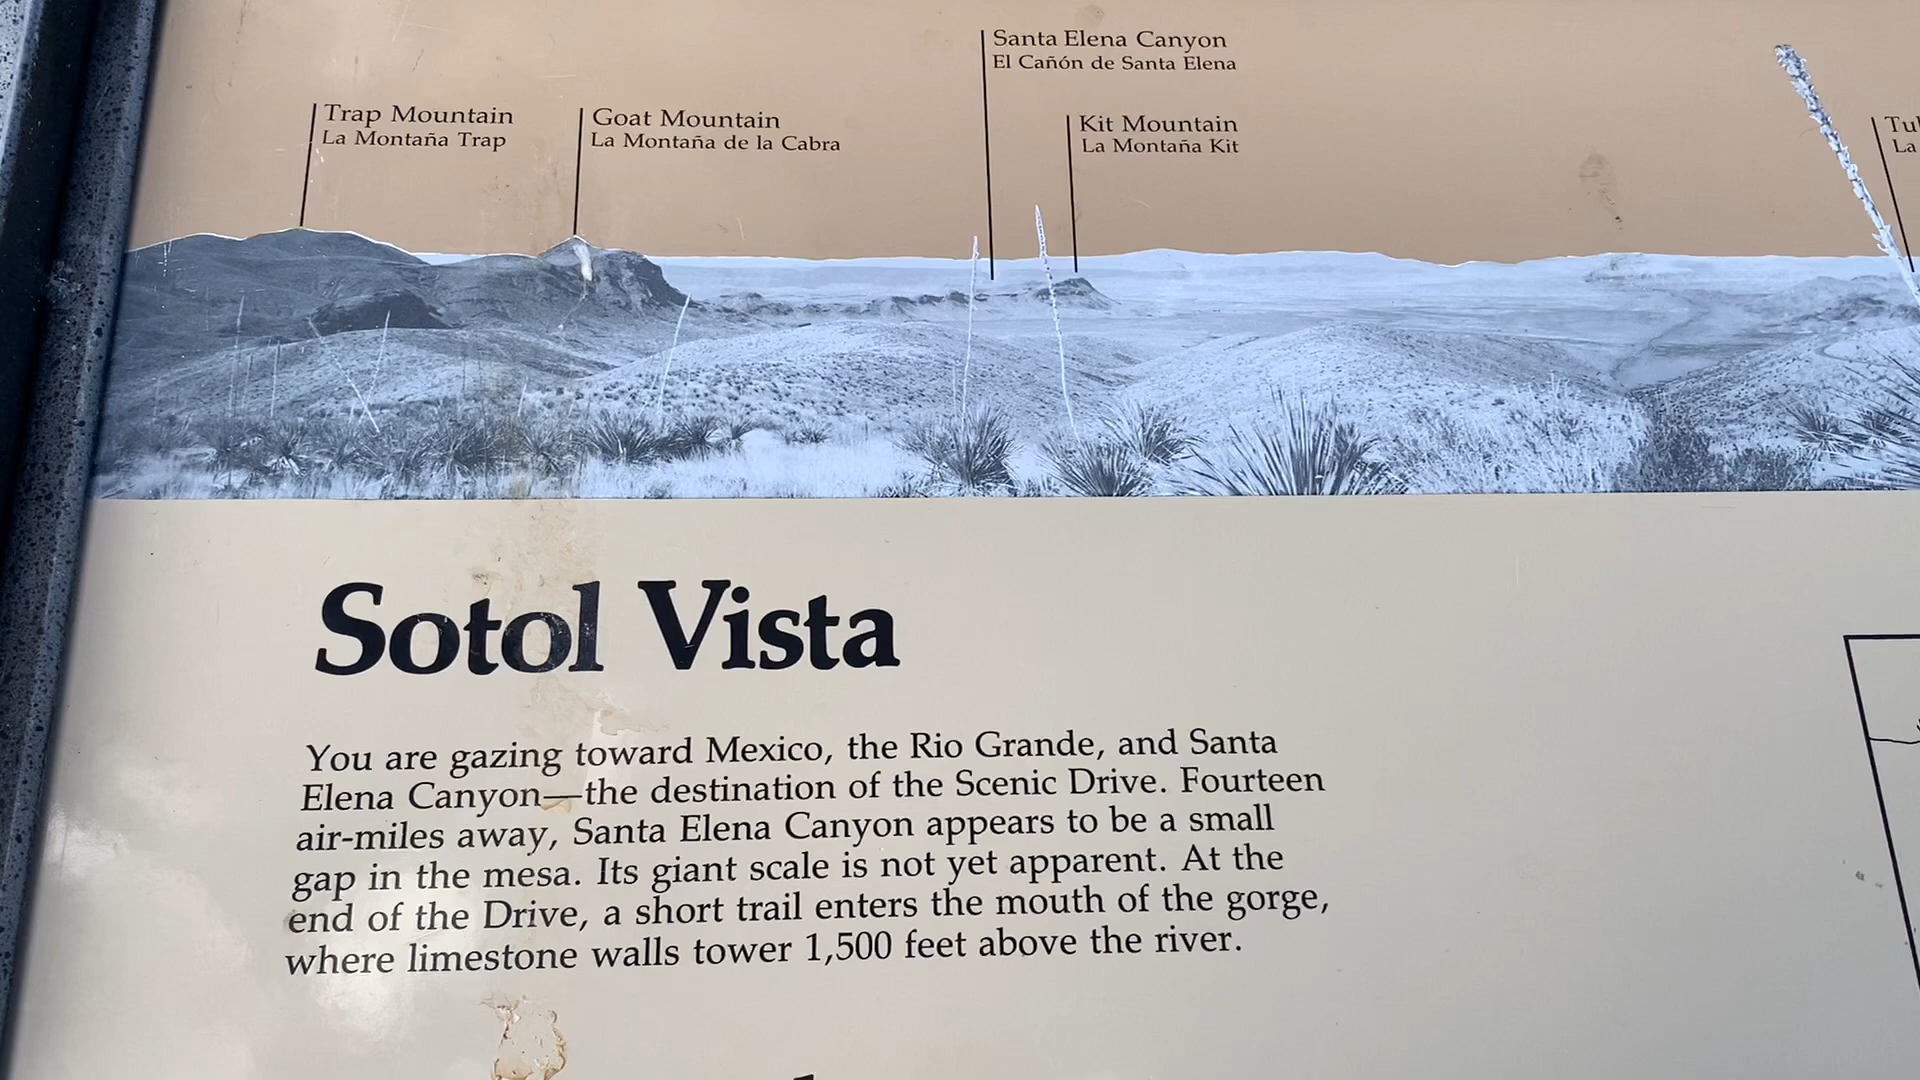 Santa Elena Canyon
El Cañón de Santa Elena
Trap Mountain
La Montaña Trap
Goat Mountain
La Montaña de la Cabra
Kit Mountain
La Montaña Kit
La
Sotol Vista
You are gazing toward Mexico, the Rio Grande, and Santa
Elena Canyon—the destination of the Scenic Drive. Fourteen
air-miles away, Santa Elena Canyon appears to be a small
gap in the mesa. Its giant scale is not yet apparent. At the
end of the Drive, a short trail enters the mouth of the gorge,
where limestone walls tower 1,500 feet above the river.